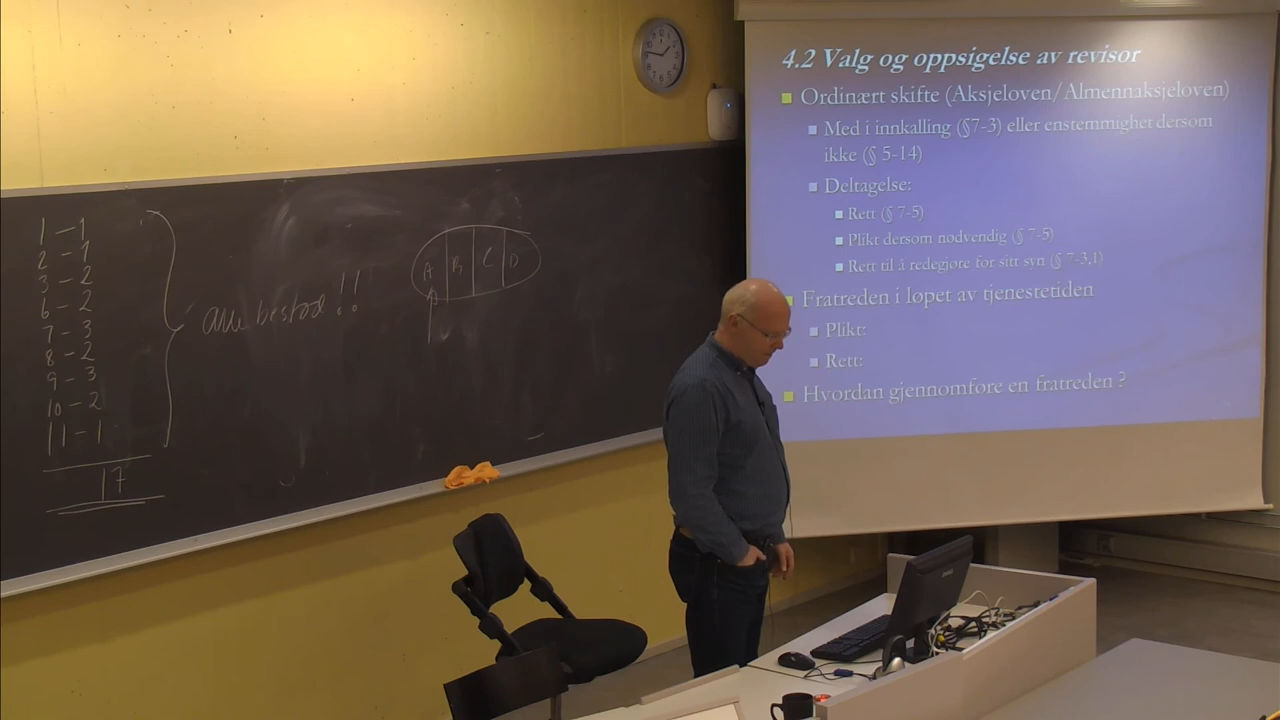 1 - 1
2 - 1
3 - 2
6 - 2
7 - 3
8 - 2
9 - 3
10 - 2
11 - 1
17
alle bestod !!
A B C D
4.2 Valg og oppsigelse av revisor
Ordinært skifte (Aksjeloven/Almennaksjeloven)
Med i innkalling (§7-3) eller enstemmighet dersom
ikke (§ 5-14)
Deltagelse:
Rett (§ 7-5)
Plikt dersom nødvendig (§ 7-5)
Rett til å redegjøre for sitt syn (§ 7-3,1)
Fratreden i løpet av tjenestetiden
Plikt:
Rett:
Hvordan gjennomføre en fratreden ?